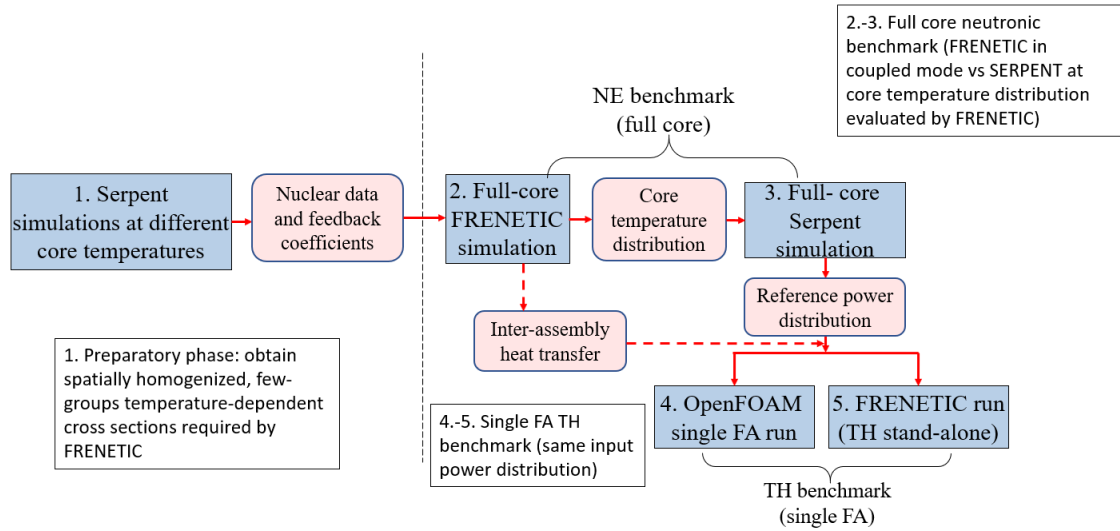 2.-3. Full core neutronic
benchmark (FRENETIC in
coupled mode vs SERPENT at
core temperature distribution
evaluated by FRENETIC)
NE benchmark
(full core)
1. Serpent
simulations at different
core temperatures
Nuclear data
and feedback
coefficients
2. Full-core
FRENETIC
simulation
Core
temperature
distribution
3. Full- core
Serpent
simulation
Reference power
distribution
Inter-assembly
heat transfer
1. Preparatory phase: obtain
spatially homogenized, few-
groups temperature-dependent
cross sections required by
FRENETIC
4.-5. Single FA TH
benchmark (same input
power distribution)
4. OpenFOAM
single FA run
5. FRENETIC run
(TH stand-alone)
TH benchmark
(single FA)